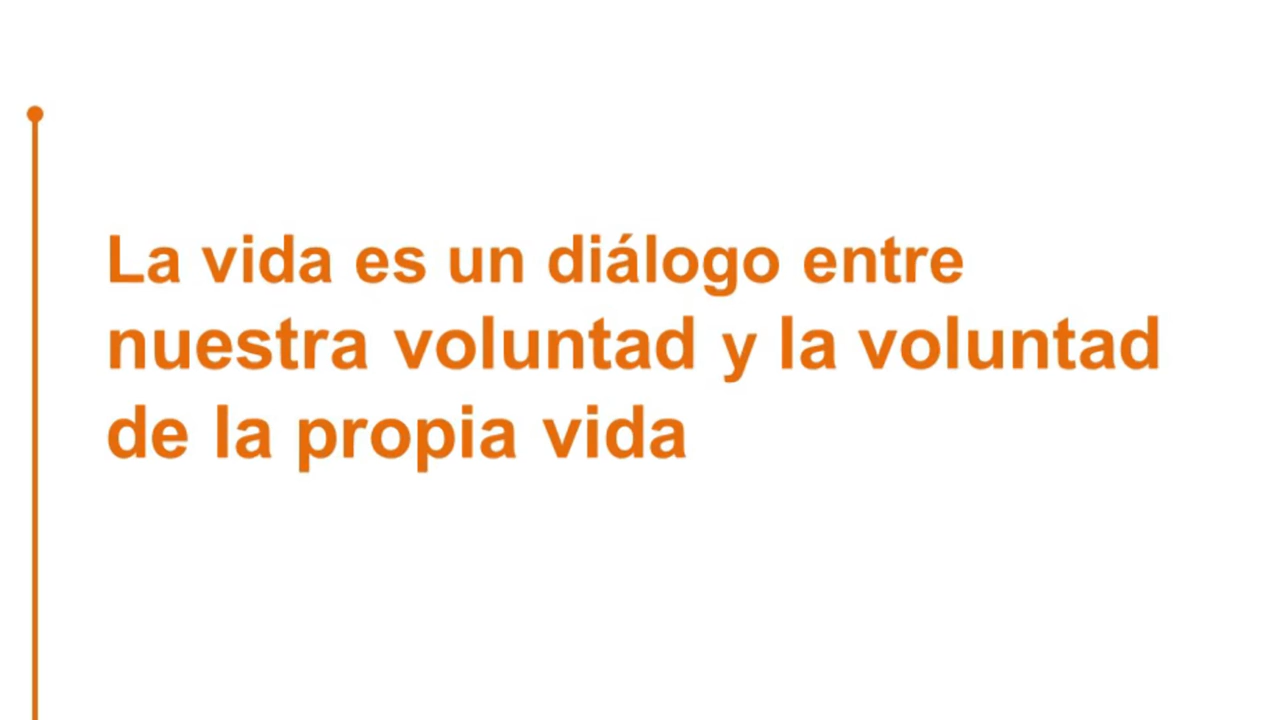 La vida es un diálogo entre
nuestra voluntad y la voluntad
de la propia vida